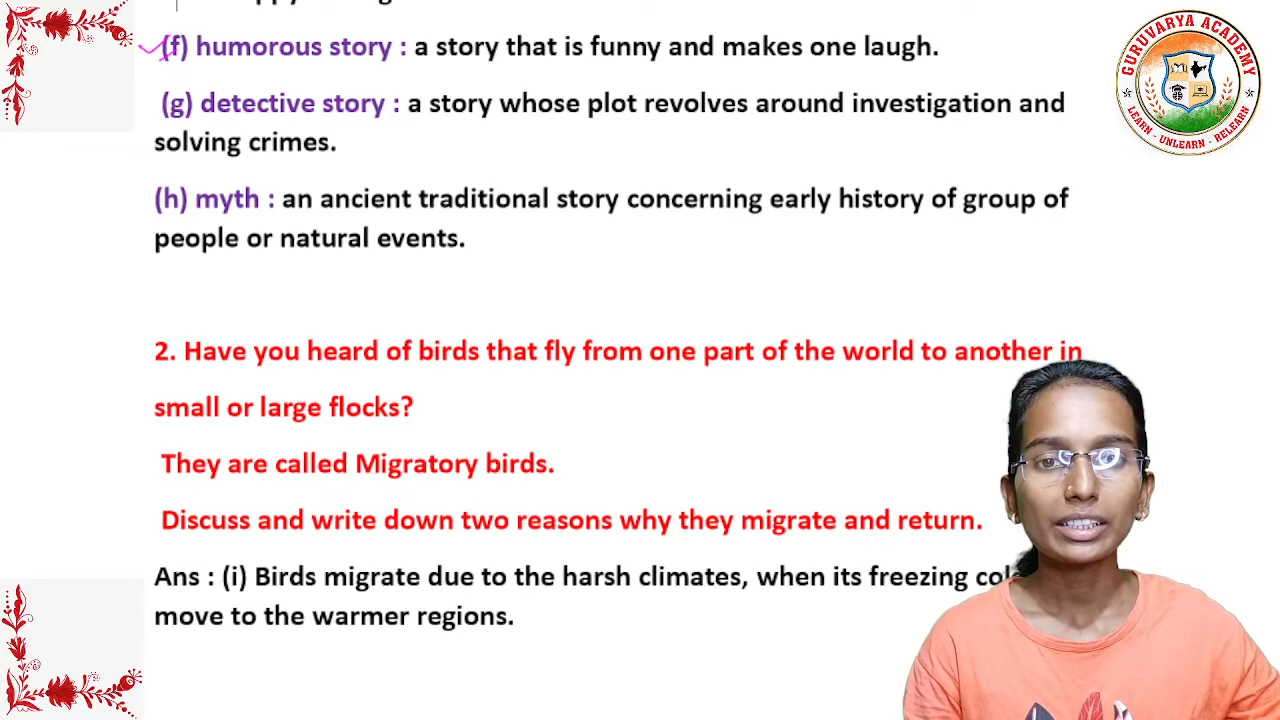 (f) humorous story : a story that is funny and makes one laugh.
(g) detective story : a story whose plot revolves around investigation and
solving crimes.
(h) myth : an ancient traditional story concerning early history of group of
people or natural events.
2. Have you heard of birds that fly from one part of the world to another in
small or large flocks?
They are called Migratory birds.
Discuss and write down two reasons why they migrate and return.
Ans : (i) Birds migrate due to the harsh climates, when its freezing
move to the warmer regions.
GURUVARYA ACADEMY
LEARN - UNLEARN - RELEARN